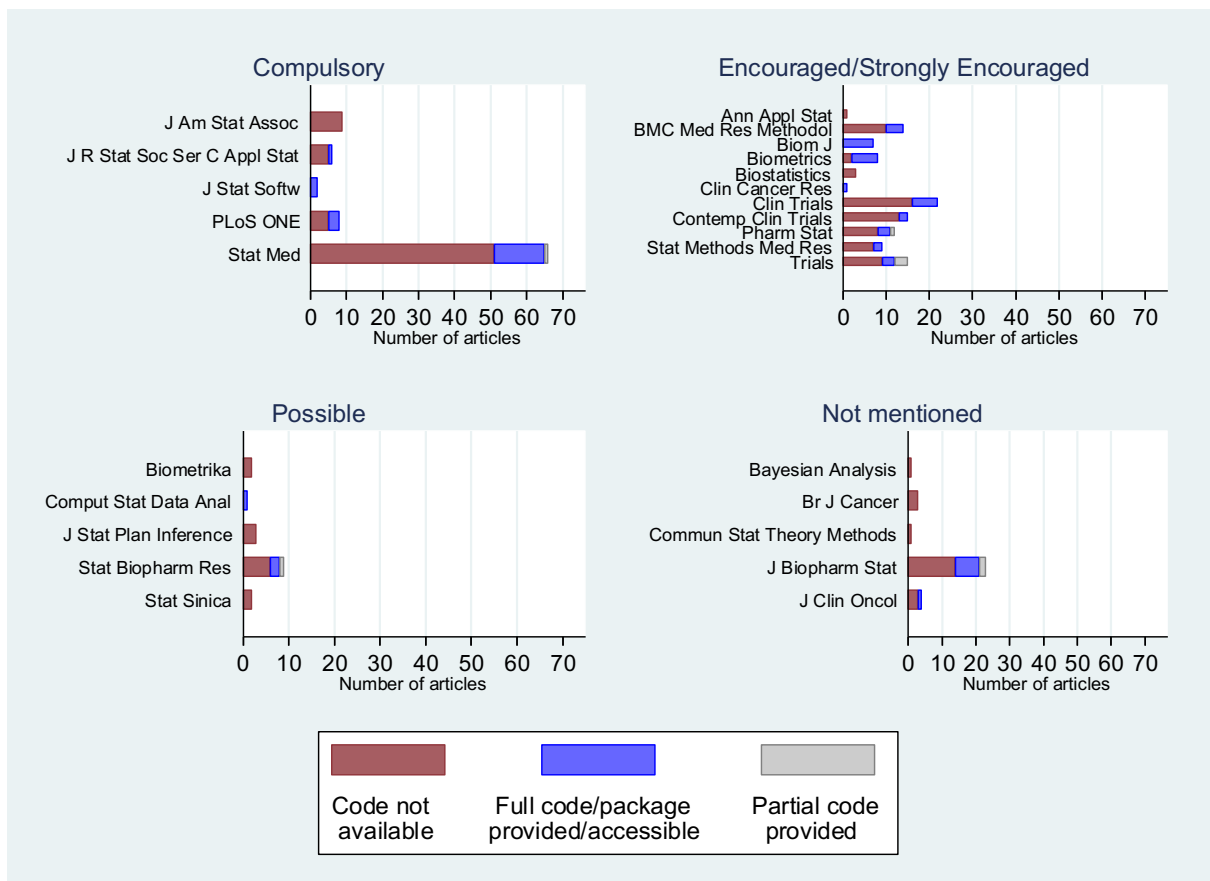 Compulsory
J Am Stat Assoc
J R Stat Soc Ser C Appl Stat
J Stat Softw
PLoS ONE
Stat Med
0 10 20 30 40 50 60 70
Number of articles
Encouraged/Strongly Encouraged
Ann Appl Stat
BMC Med Res Methodol
Biom J
Biometrics
Biostatistics
Clin Cancer Res
Clin Trials
Contemp Clin Trials
Pharm Stat
Stat Methods Med Res
Trials
0 10 20 30 40 50 60 70
Number of articles
Possible
Biometrika
Comput Stat Data Anal
J Stat Plan Inference
Stat Biopharm Res
Stat Sinica
0 10 20 30 40 50 60 70
Number of articles
Not mentioned
Bayesian Analysis
Br J Cancer
Commun Stat Theory Methods
J Biopharm Stat
J Clin Oncol
0 10 20 30 40 50 60 70
Number of articles
Code not
available
Full code/package
provided/accessible
Partial code
provided